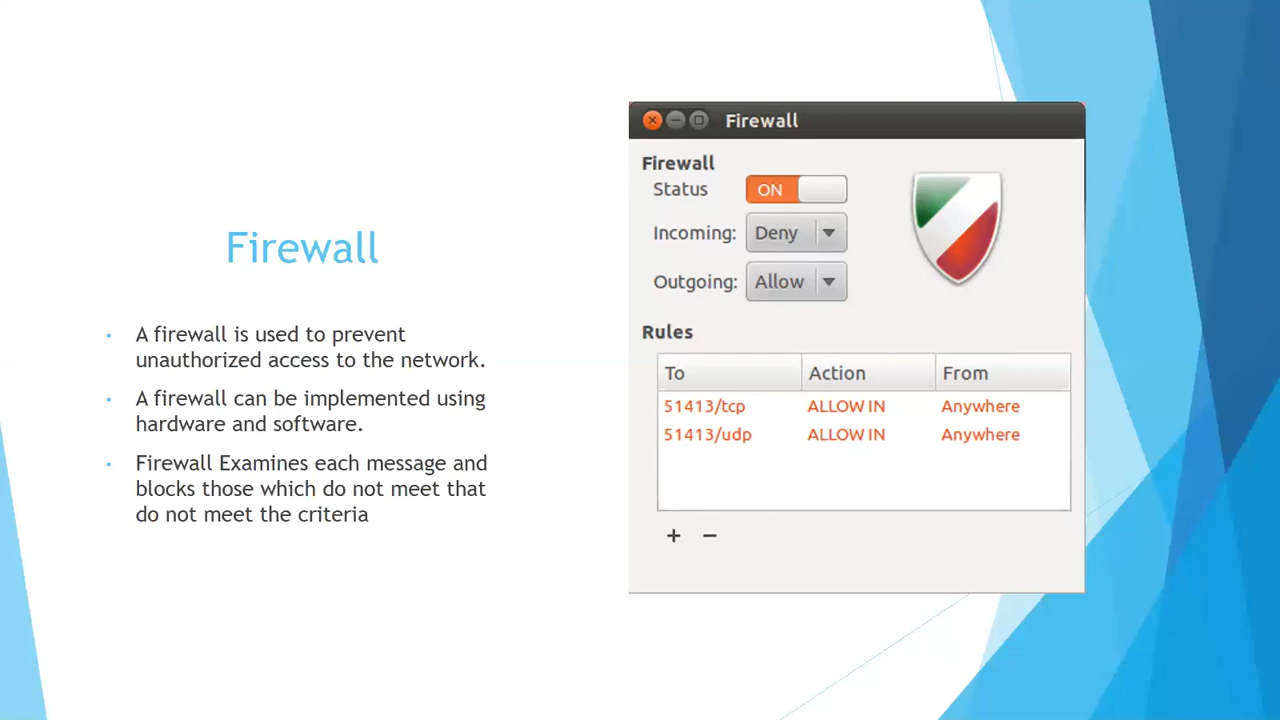 Firewall
• A firewall is used to prevent
unauthorized access to the network.
• A firewall can be implemented using
hardware and software.
• Firewall Examines each message and
blocks those which do not meet that
do not meet the criteria
Firewall
Firewall
Status ON
Incoming: Deny
Outgoing: Allow
Rules
To Action From
51413/tcp ALLOW IN Anywhere
51413/udp ALLOW IN Anywhere
+ −